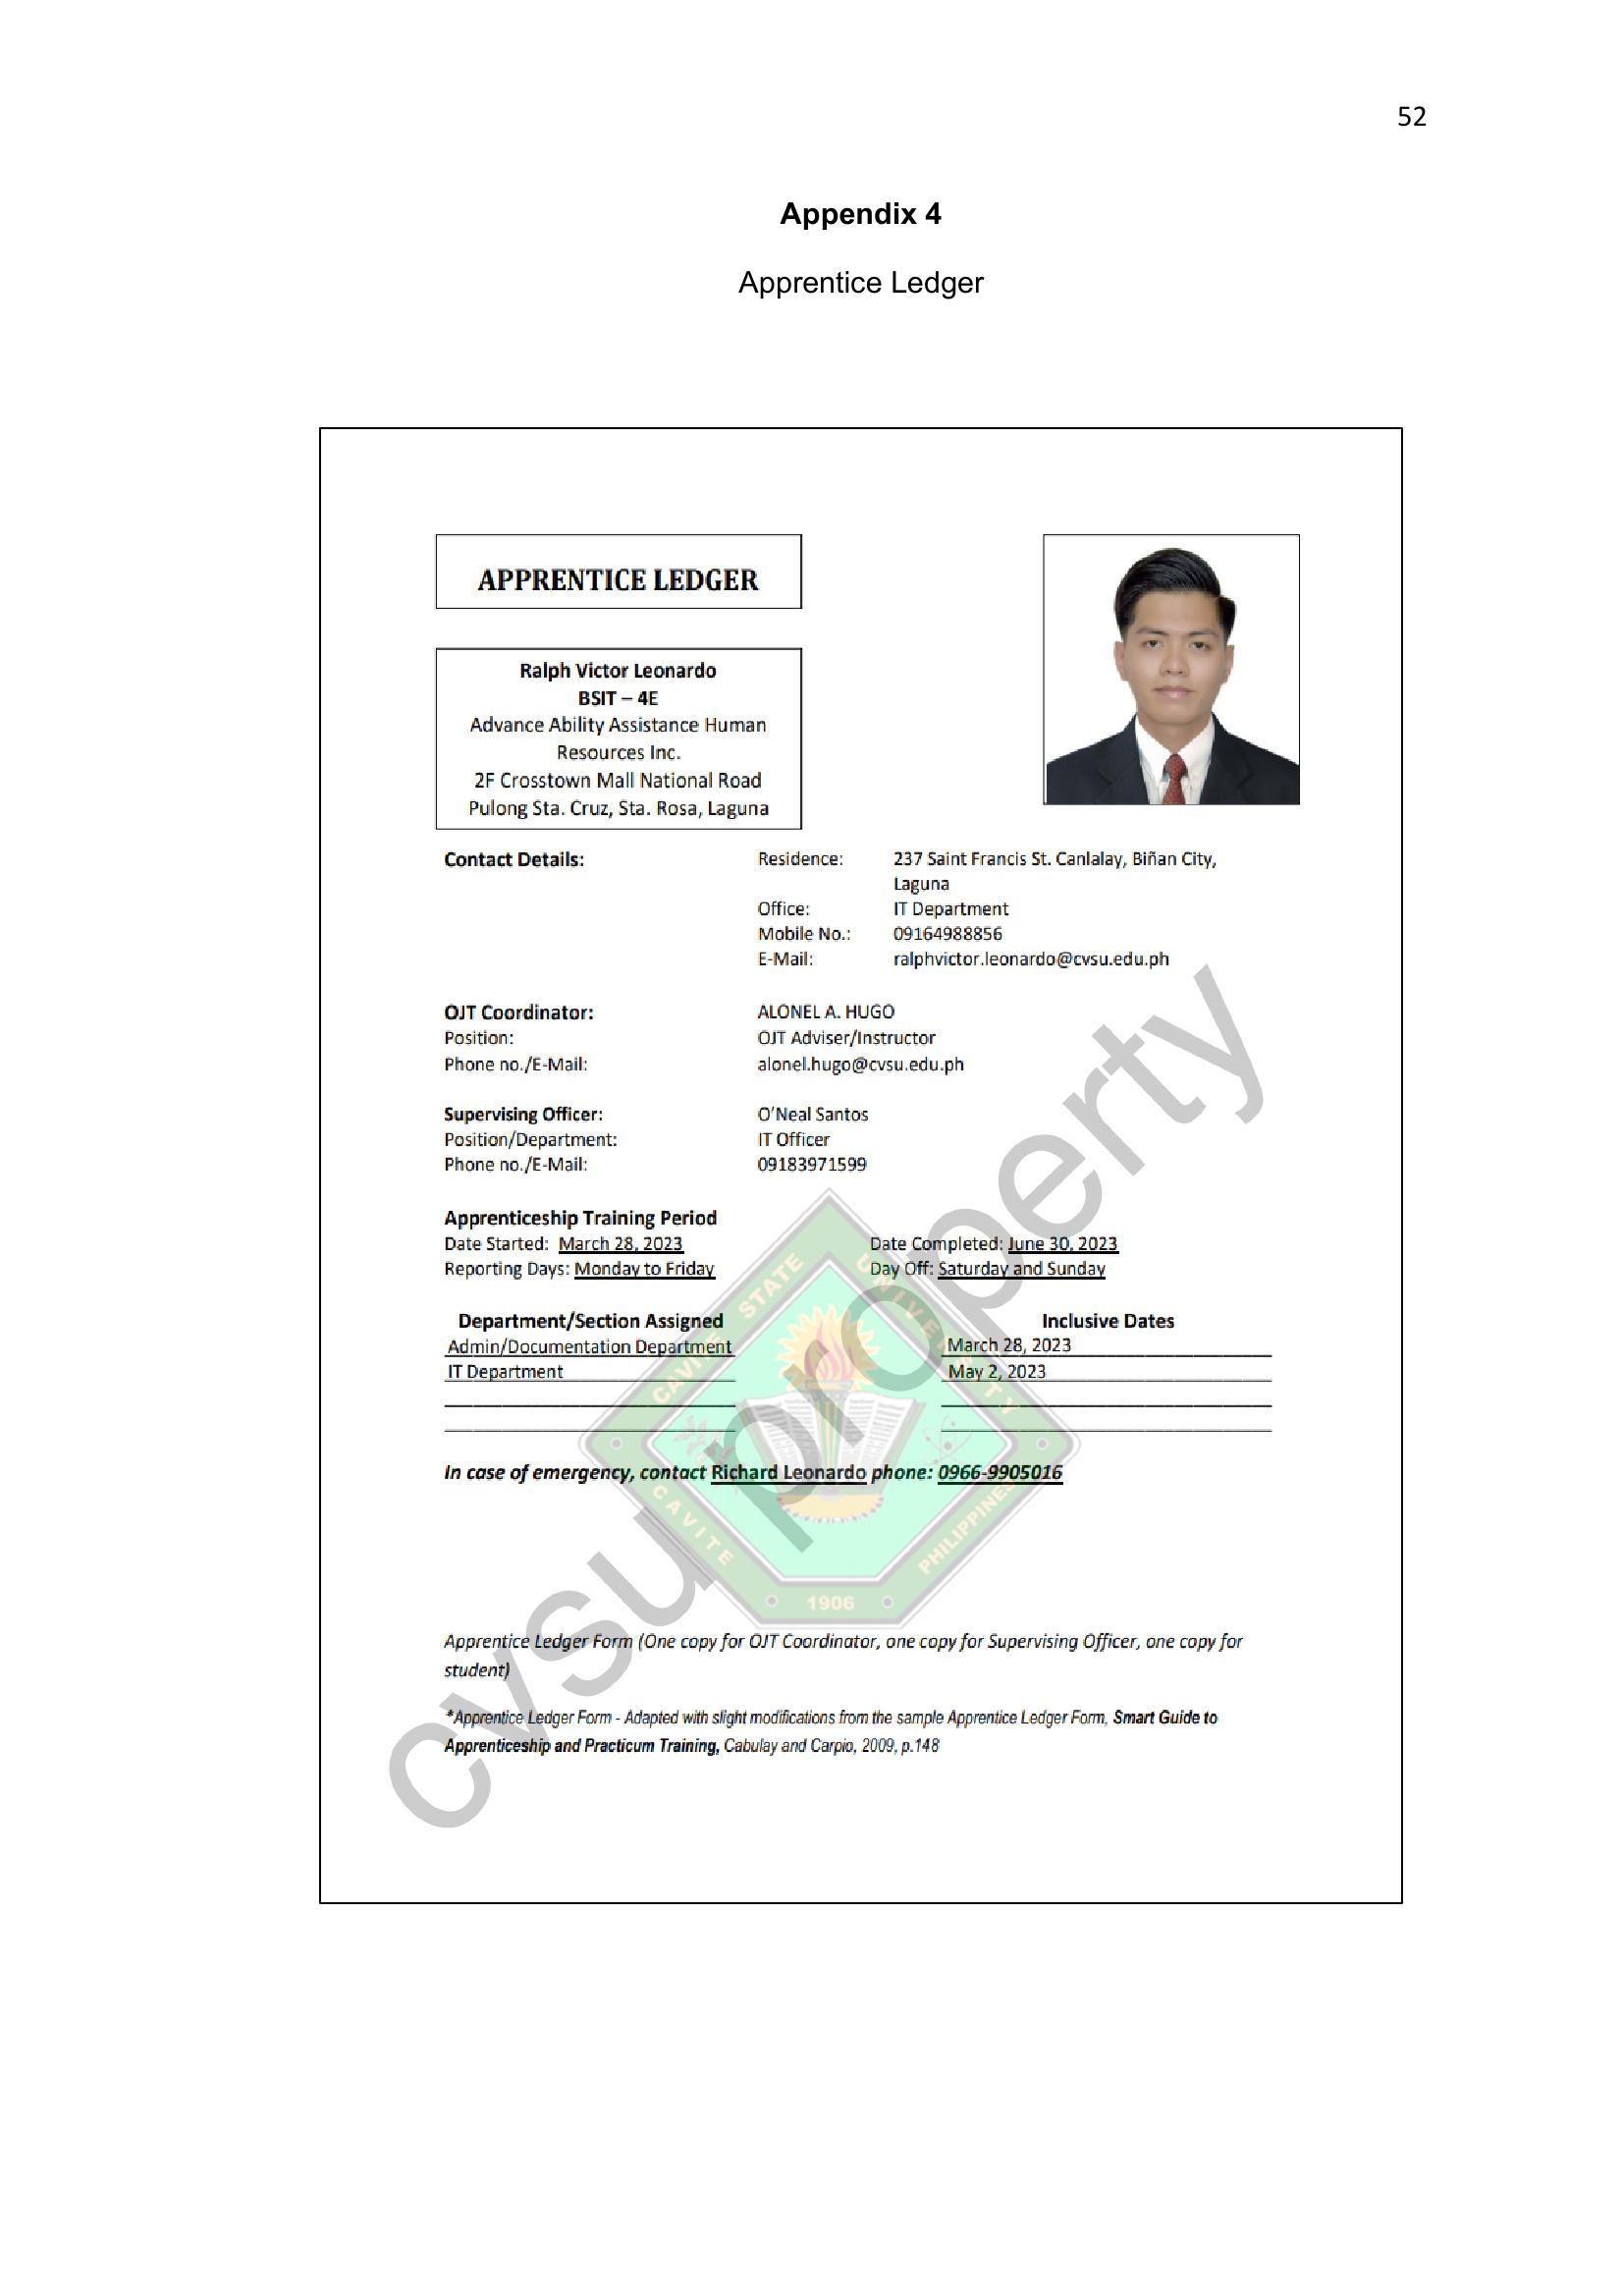 52
Appendix 4
Apprentice Ledger
APPRENTICE LEDGER
Ralph Victor Leonardo
BSIT – 4E
Advance Ability Assistance Human
Resources Inc.
2F Crosstown Mall National Road
Pulong Sta. Cruz, Sta. Rosa, Laguna
Contact Details: Residence: 237 Saint Francis St. Canlalay, Biñan City,
Laguna
Office: IT Department
Mobile No.: 09164988856
E-Mail: ralphvictor.leonardo@cvsu.edu.ph
OJT Coordinator: ALONEL A. HUGO
Position: OJT Adviser/Instructor
Phone no./E-Mail: alonel.hugo@cvsu.edu.ph
Supervising Officer: O’Neal Santos
Position/Department: IT Officer
Phone no./E-Mail: 09183971599
Apprenticeship Training Period
Date Started: March 28, 2023 Date Completed: June 30, 2023
Reporting Days: Monday to Friday Day Off: Saturday and Sunday
Department/Section Assigned Inclusive Dates
Admin/Documentation Department March 28, 2023
IT Department May 2, 2023
In case of emergency, contact Richard Leonardo phone: 0966-9905016
Apprentice Ledger Form (One copy for OJT Coordinator, one copy for Supervising Officer, one copy for
student)
*Apprentice Ledger Form - Adapted with slight modifications from the sample Apprentice Ledger Form, Smart Guide to
Apprenticeship and Practicum Training, Cabulay and Carpio, 2009, p.148
cvsu property
CAVITE STATE UNIVERSITY
CAVITE PHILIPPINES
1906